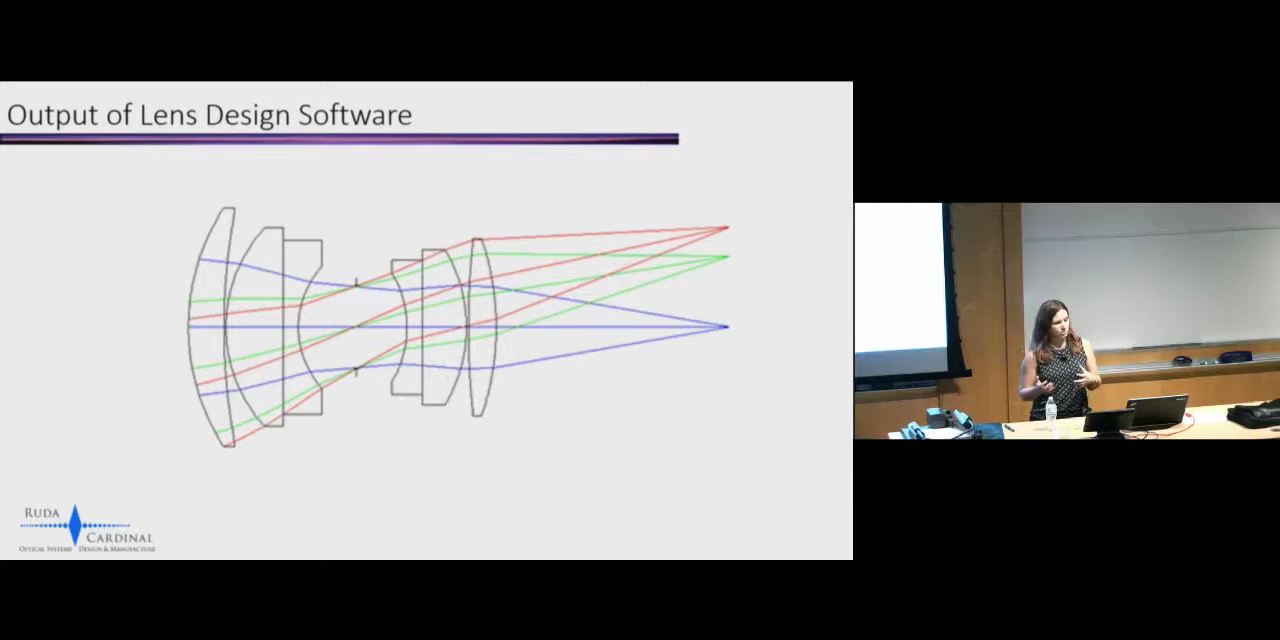 Output of Lens Design Software
RUDA
CARDINAL
OPTICAL SYSTEMS DESIGN & MANUFACTURE